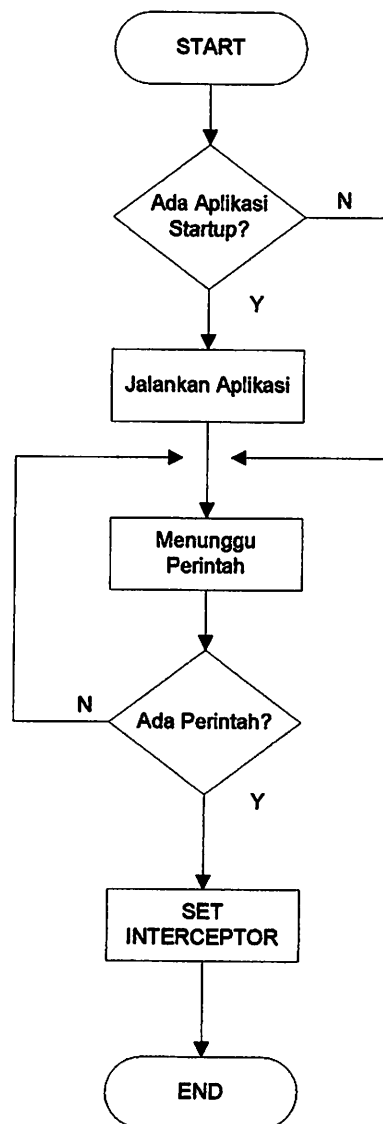 START
Ada Aplikasi
Startup?
N
Y
Jalankan Aplikasi
Menunggu
Perintah
N
Ada Perintah?
Y
SET
INTERCEPTOR
END